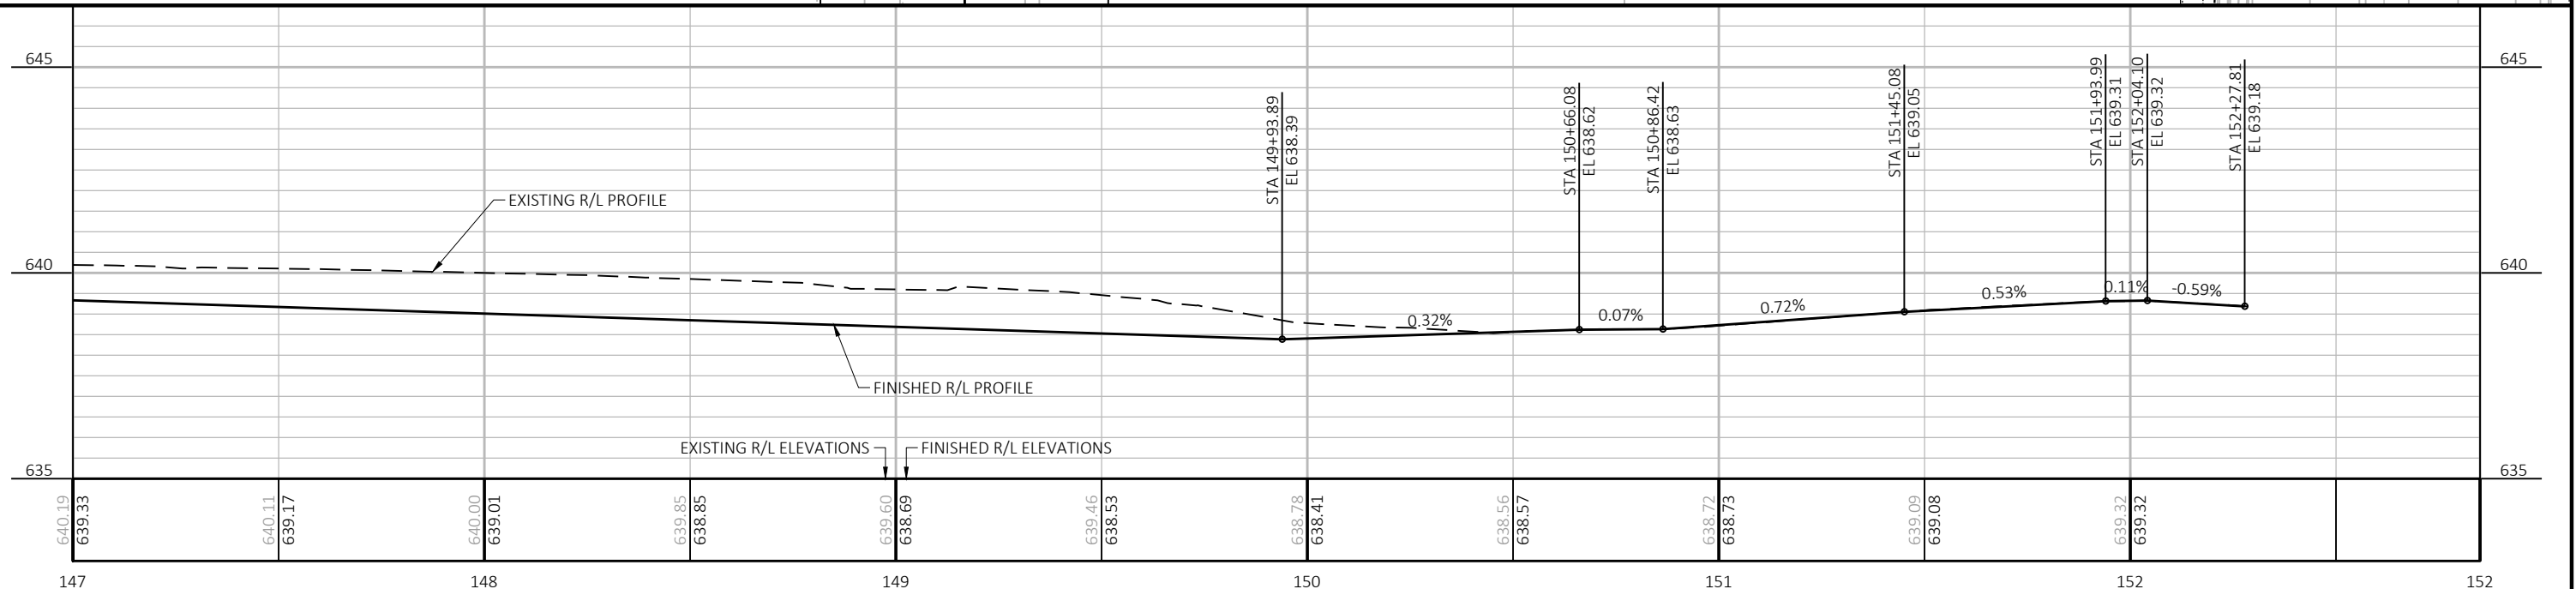 645
645
STA 149+93.89
EL 638.39
STA 150+66.08
EL 638.62
STA 150+86.42
EL 638.63
STA 151+45.08
EL 639.05
STA 151+93.99
EL 639.31
STA 152+04.10
EL 639.32
STA 152+27.81
EL 639.18
EXISTING R/L PROFILE
640
640
0.32%
0.07%
0.72%
0.53%
0.11%
-0.59%
FINISHED R/L PROFILE
EXISTING R/L ELEVATIONS
FINISHED R/L ELEVATIONS
635
635
640.19
639.33
640.11
639.17
640.00
639.01
639.85
638.85
639.60
638.69
639.46
638.53
638.78
638.41
638.56
638.57
638.72
638.73
639.09
639.08
639.32
639.32
147
148
149
150
151
152
152